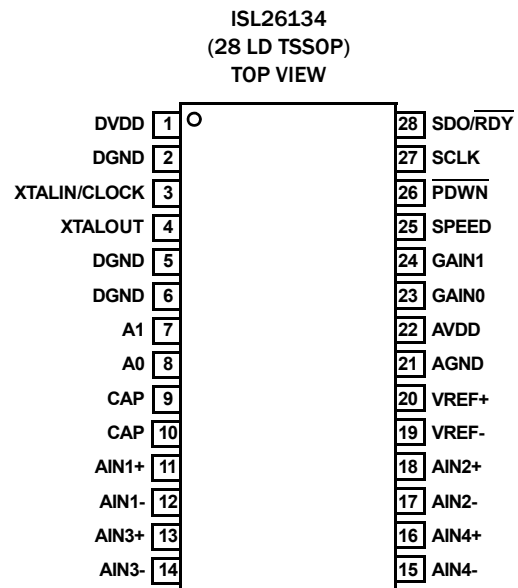 ISL26134
(28 LD TSSOP)
TOP VIEW
DVDD 1 28 SDO/RDY
DGND 2 27 SCLK
XTALIN/CLOCK 3 26 PDWN
XTALOUT 4 25 SPEED
DGND 5 24 GAIN1
DGND 6 23 GAIN0
A1 7 22 AVDD
A0 8 21 AGND
CAP 9 20 VREF+
CAP 10 19 VREF-
AIN1+ 11 18 AIN2+
AIN1- 12 17 AIN2-
AIN3+ 13 16 AIN4+
AIN3- 14 15 AIN4-